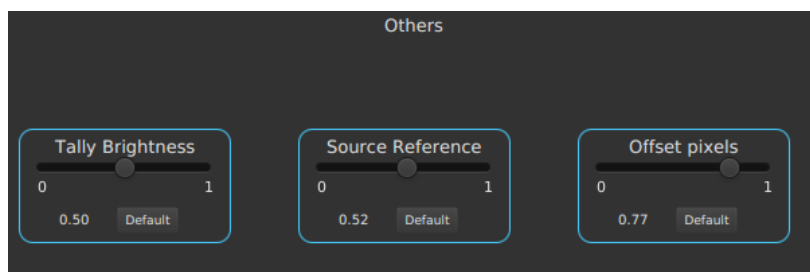 Others
Tally Brightness
0 1
0.50 Default
Source Reference
0 1
0.52 Default
Offset pixels
0 1
0.77 Default